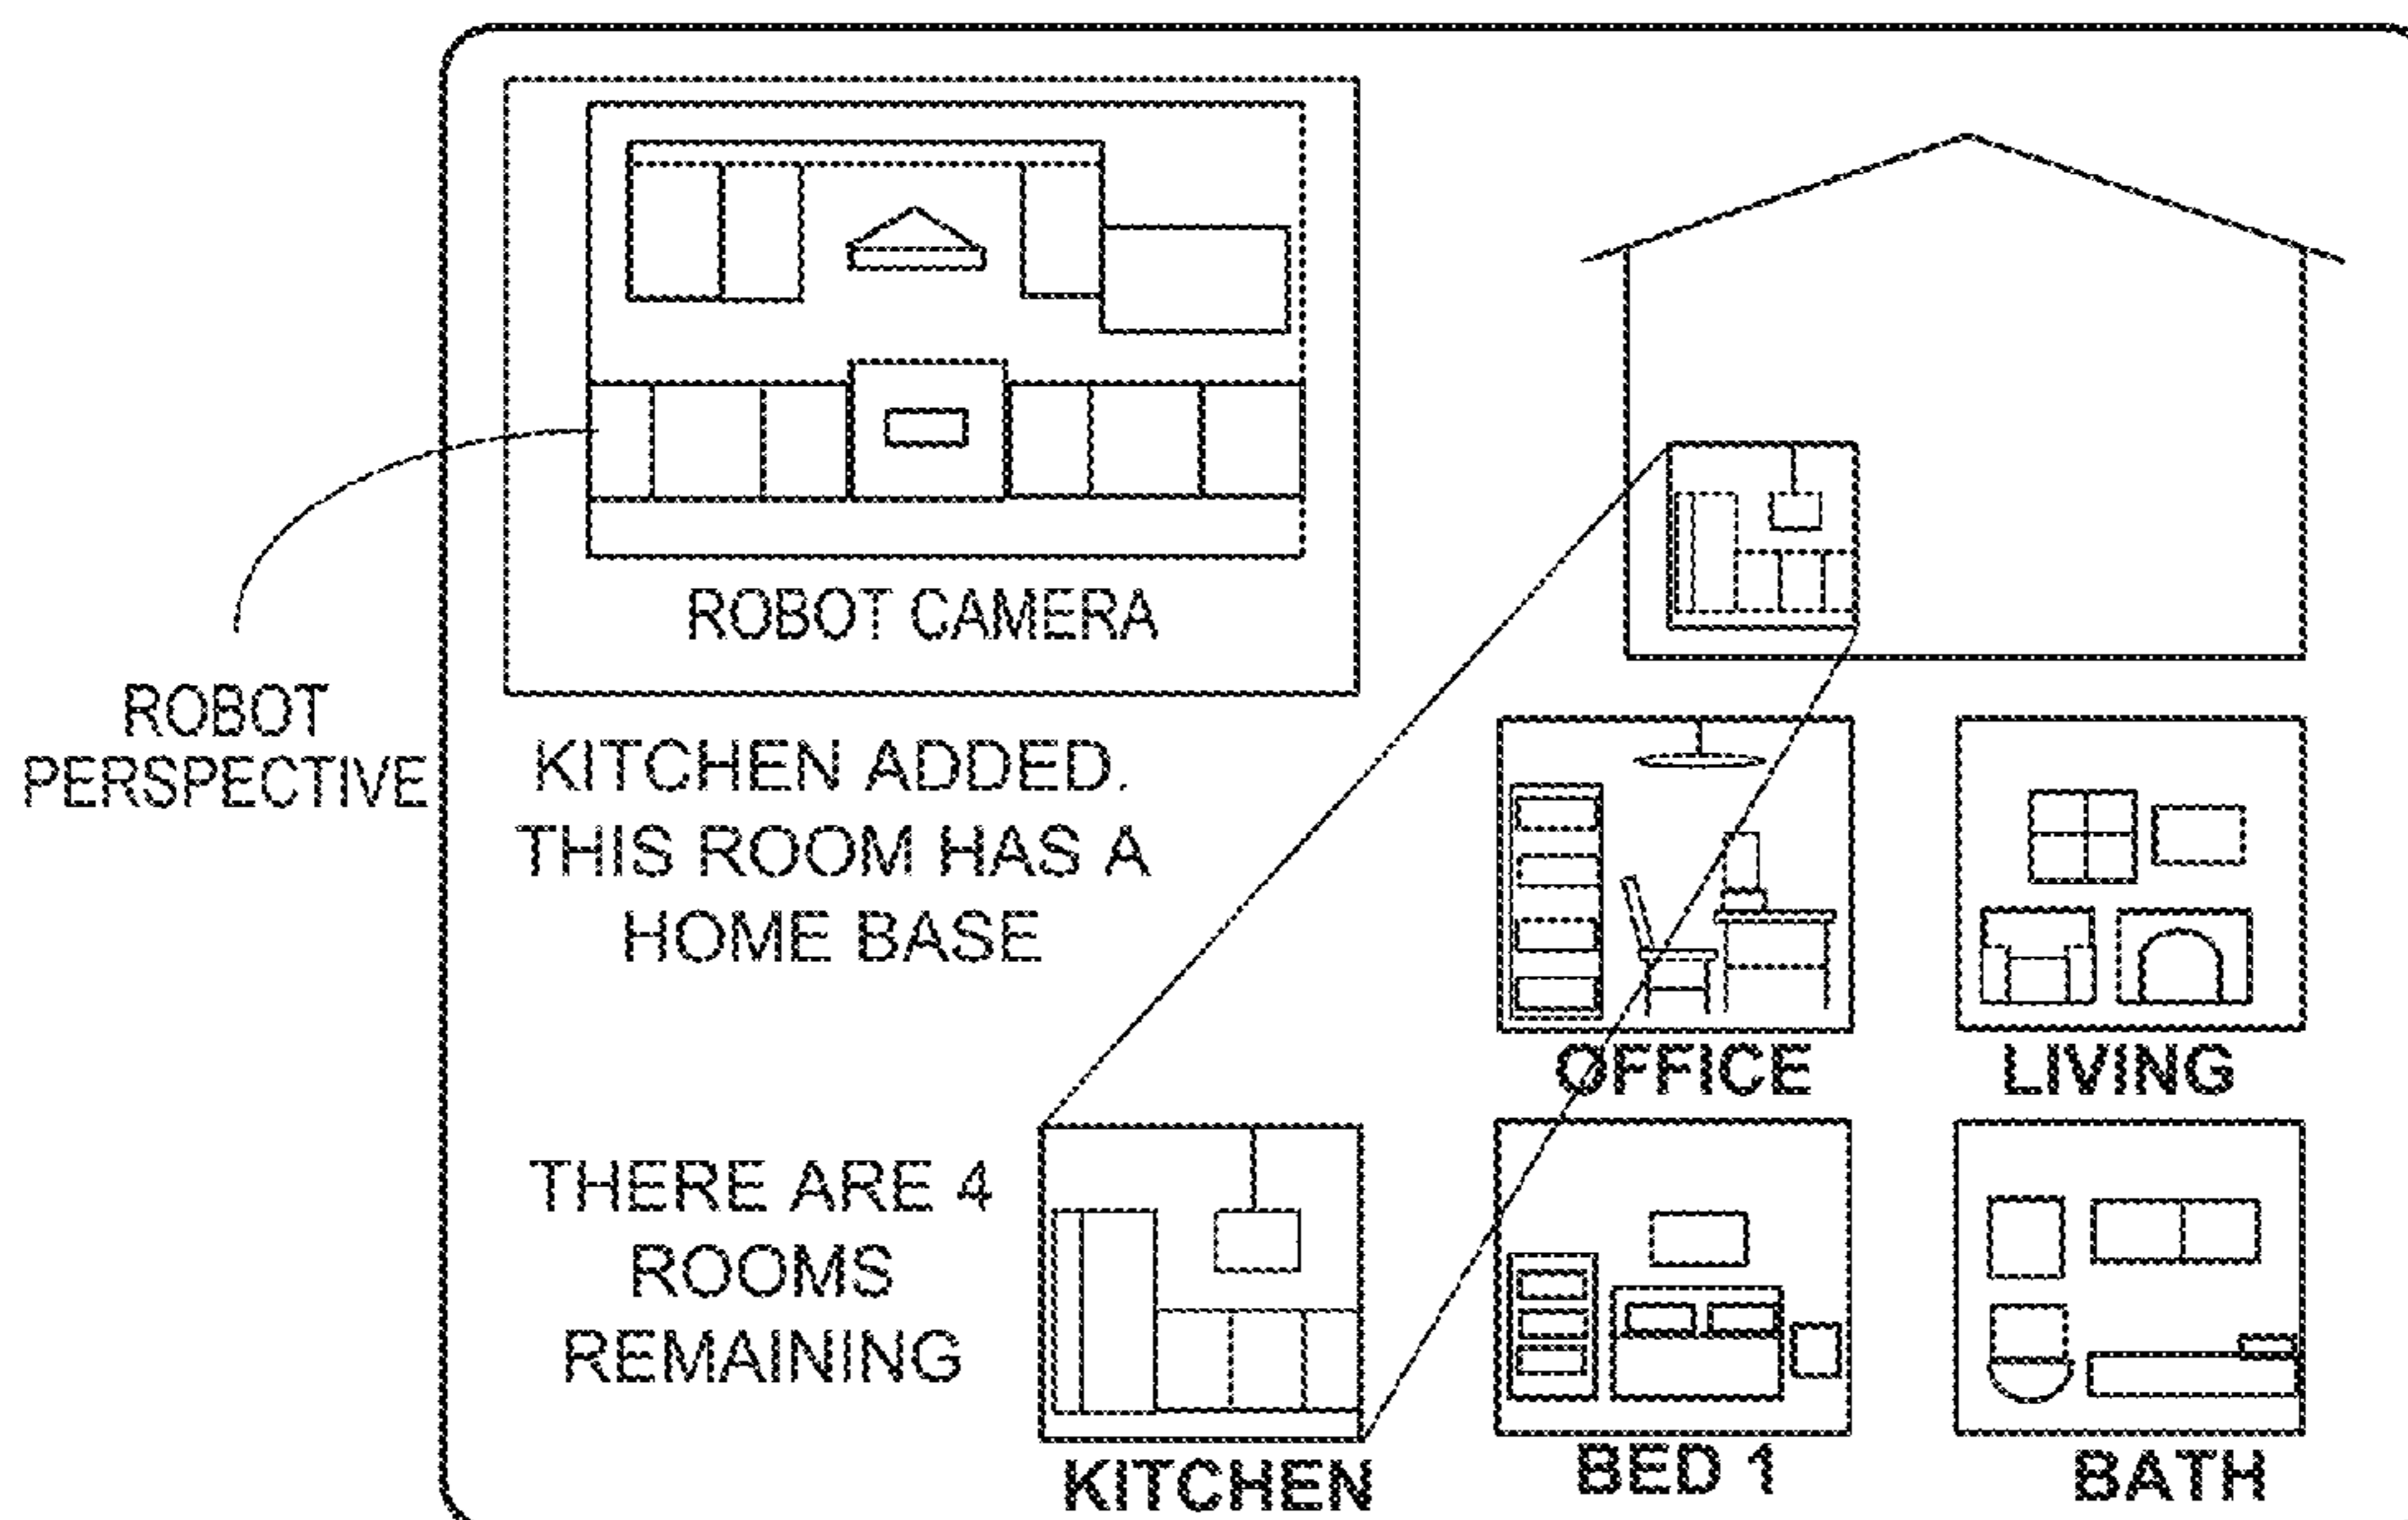 ROBOT CAMERA
ROBOT
PERSPECTIVE
KITCHEN ADDED.
THIS ROOM HAS A
HOME BASE
OFFICE
LIVING
THERE ARE 4
ROOMS
REMAINING
KITCHEN
BED 1
BATH